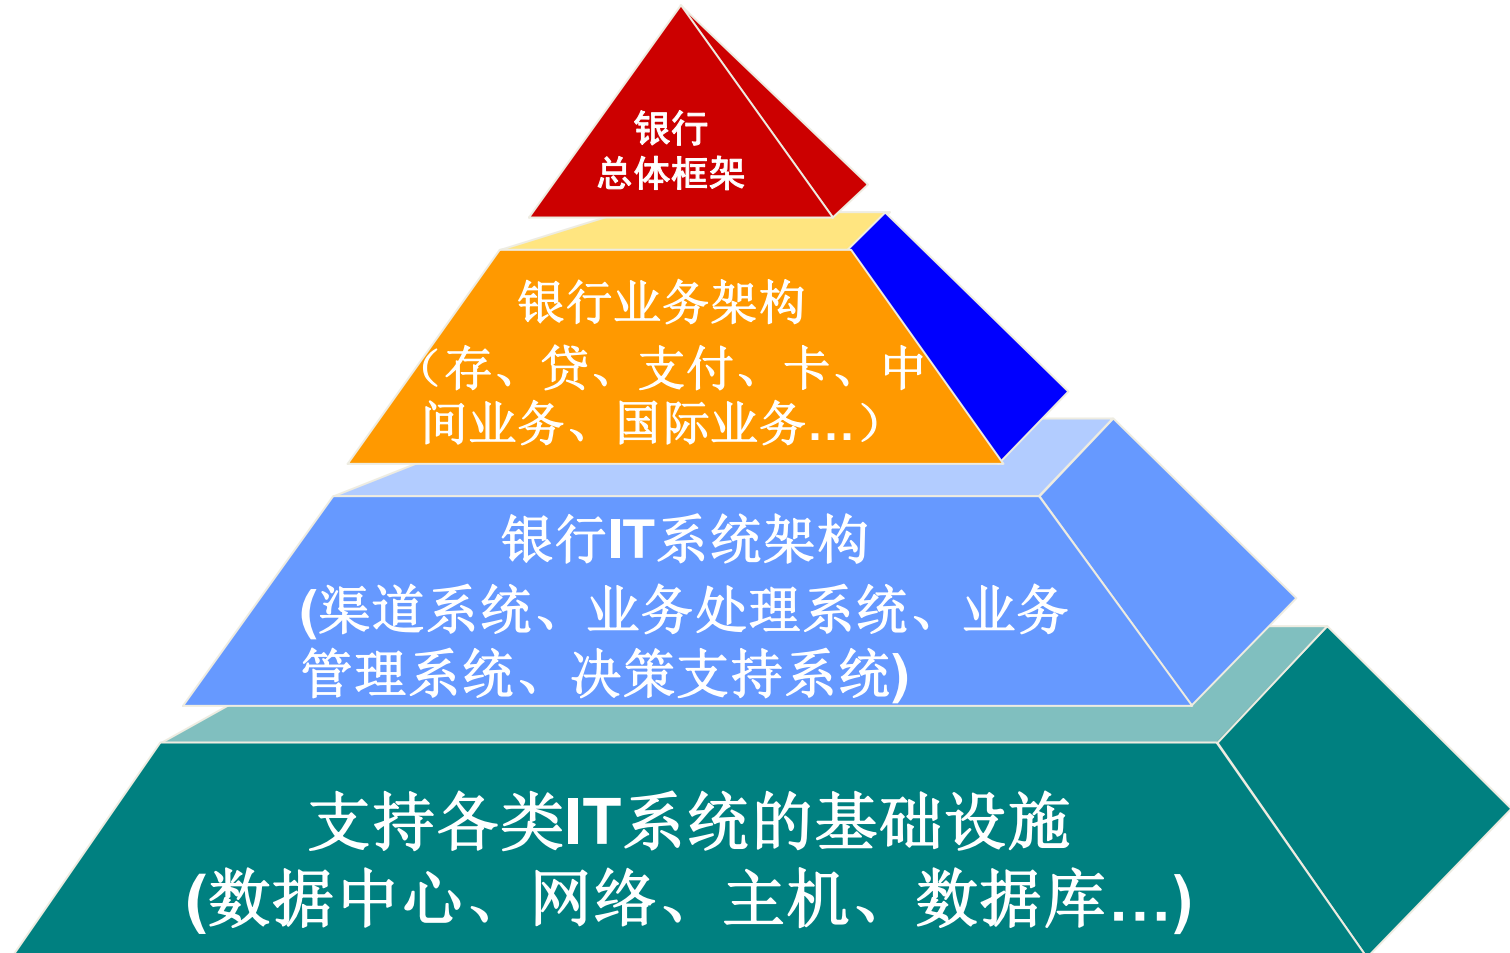 银行
总体框架
银行业务架构
（存、贷、支付、卡、中
间业务、国际业务…）
银行IT系统架构
(渠道系统、业务处理系统、业务
管理系统、决策支持系统)
支持各类IT系统的基础设施
(数据中心、网络、主机、数据库…)